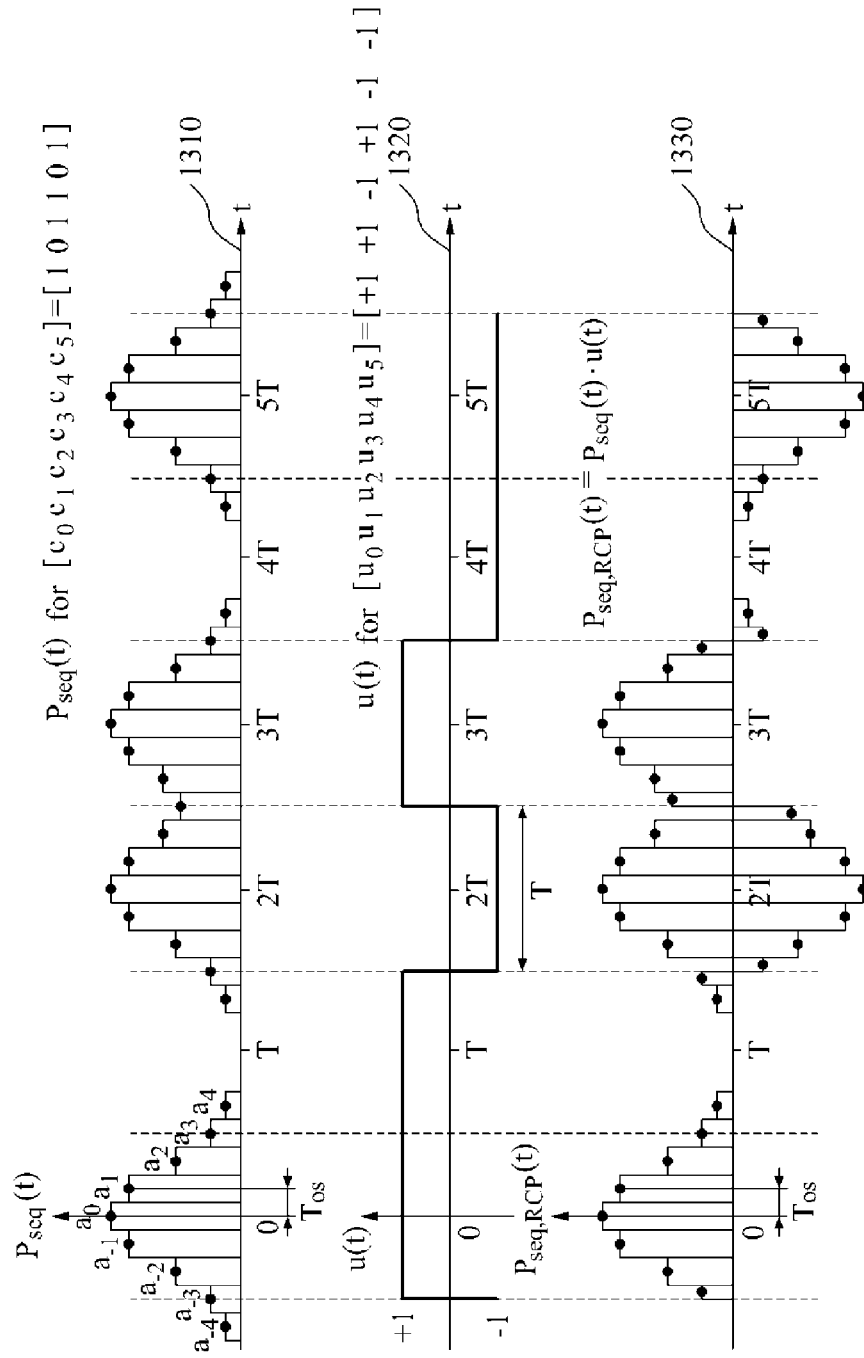 P_seq(t) for [c_0 c_1 c_2 c_3 c_4 c_5]=[1 0 1 1 0 1]
1310
P_seq(t)
a_-4 a_-3 a_-2 a_-1 a_0 a_1 a_2 a_3 a_4
T_os
0 T 2T 3T 4T 5T t
u(t) for [u_0 u_1 u_2 u_3 u_4 u_5]=[+1 +1 -1 +1 -1 -1]
1320
u(t)
+1
-1
0 T 2T 3T 4T 5T t
T
P_seq,RCP(t) = P_seq(t)·u(t)
1330
P_seq,RCP(t)
0 T 2T 3T 4T 5T t
T_os